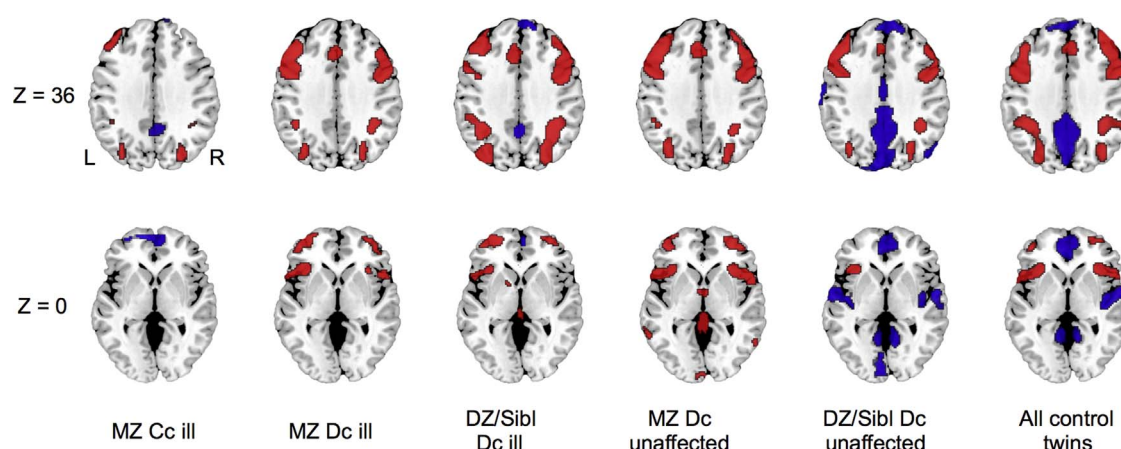 Z = 36
L
R
Z = 0
MZ Cc ill
MZ Dc ill
DZ/Sibl
Dc ill
MZ Dc
unaffected
DZ/Sibl Dc
unaffected
All control
twins